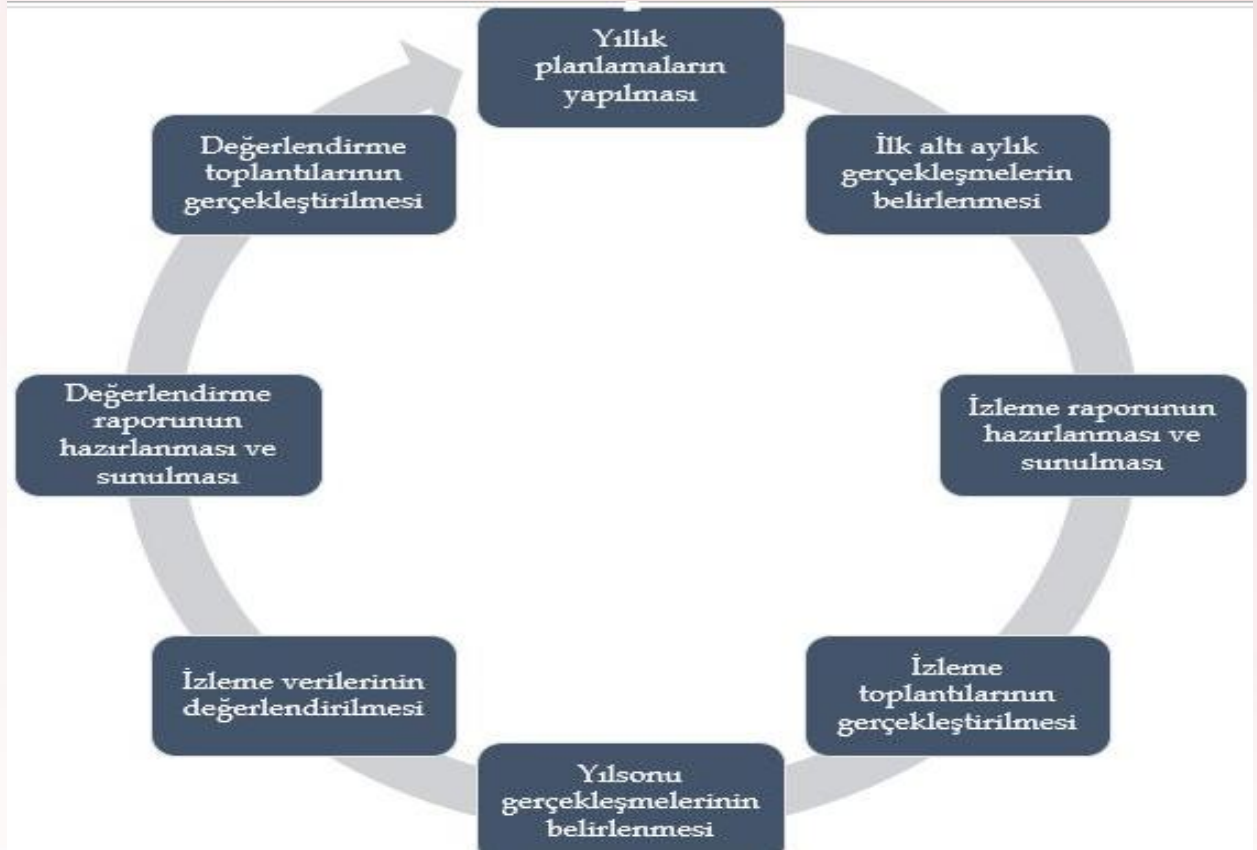 Yıllık
planlamaların
yapılması
İlk altı aylık
gerçekleşmelerin
belirlenmesi
İzleme raporunun
hazırlanması ve
sunulması
İzleme
toplantılarının
gerçekleştirilmesi
Yılsonu
gerçekleşmelerinin
belirlenmesi
İzleme verilerinin
değerlendirilmesi
Değerlendirme
raporunun
hazırlanması ve
sunulması
Değerlendirme
toplantılarının
gerçekleştirilmesi